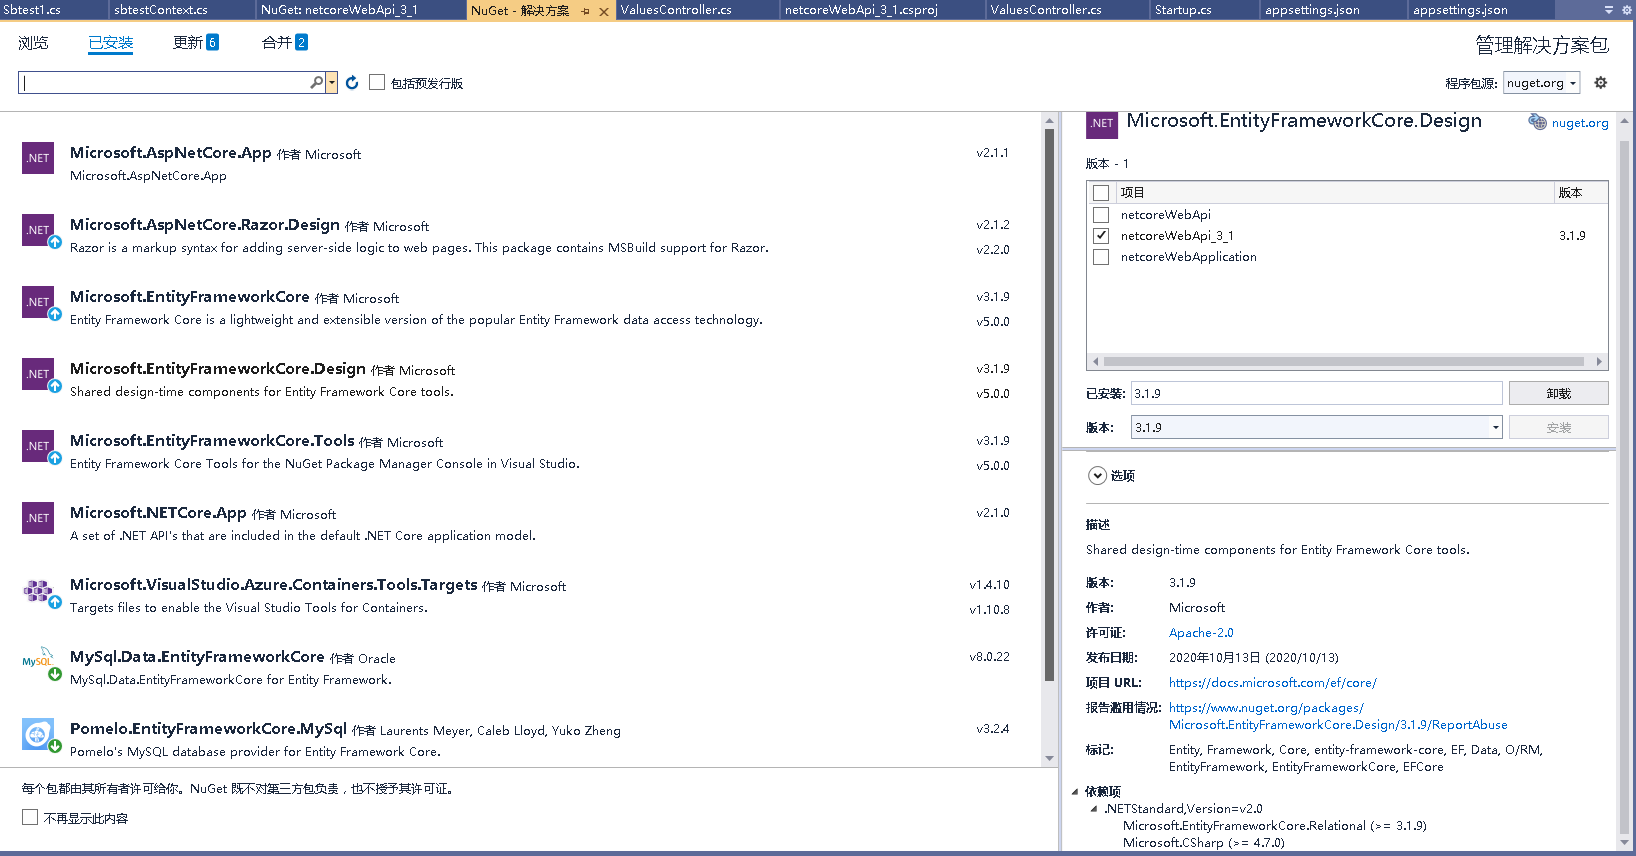 Sbtest1.cs
sbtestContext.cs
NuGet: netcoreWebApi_3_1
NuGet - 解决方案
ValuesController.cs
netcoreWebApi_3_1.csproj
ValuesController.cs
Startup.cs
appsettings.json
appsettings.json
浏览
已安装
更新 6
合并 2
管理解决方案包
包括预发行版
程序包源: nuget.org
.NET
Microsoft.AspNetCore.App 作者 Microsoft
v2.1.1
Microsoft.AspNetCore.App
.NET
Microsoft.AspNetCore.Razor.Design 作者 Microsoft
v2.1.2
Razor is a markup syntax for adding server-side logic to web pages. This package contains MSBuild support for Razor.
v2.2.0
.NET
Microsoft.EntityFrameworkCore 作者 Microsoft
v3.1.9
Entity Framework Core is a lightweight and extensible version of the popular Entity Framework data access technology.
v5.0.0
.NET
Microsoft.EntityFrameworkCore.Design 作者 Microsoft
v3.1.9
Shared design-time components for Entity Framework Core tools.
v5.0.0
.NET
Microsoft.EntityFrameworkCore.Tools 作者 Microsoft
v3.1.9
Entity Framework Core Tools for the NuGet Package Manager Console in Visual Studio.
v5.0.0
.NET
Microsoft.NETCore.App 作者 Microsoft
v2.1.0
A set of .NET API's that are included in the default .NET Core application model.
Microsoft.VisualStudio.Azure.Containers.Tools.Targets 作者 Microsoft
v1.4.10
Targets files to enable the Visual Studio Tools for Containers.
v1.10.8
MySQL
MySql.Data.EntityFrameworkCore 作者 Oracle
v8.0.22
MySql.Data.EntityFrameworkCore for Entity Framework.
Pomelo.EntityFrameworkCore.MySql 作者 Laurents Meyer, Caleb Lloyd, Yuko Zheng
v3.2.4
Pomelo's MySQL database provider for Entity Framework Core.
每个包都由其所有者许可给你。NuGet 既不对第三方包负责，也不授予其许可证。
不再显示此内容
.NET
Microsoft.EntityFrameworkCore.Design
nuget.org
版本 - 1
项目
版本
netcoreWebApi
netcoreWebApi_3_1
3.1.9
netcoreWebApplication
已安装: 3.1.9
卸载
版本: 3.1.9
安装
选项
描述
Shared design-time components for Entity Framework Core tools.
版本: 3.1.9
作者: Microsoft
许可证: Apache-2.0
发布日期: 2020年10月13日 (2020/10/13)
项目 URL: https://docs.microsoft.com/ef/core/
报告滥用情况: https://www.nuget.org/packages/
Microsoft.EntityFrameworkCore.Design/3.1.9/ReportAbuse
标记: Entity, Framework, Core, entity-framework-core, EF, Data, O/RM,
EntityFramework, EntityFrameworkCore, EFCore
依赖项
.NETStandard,Version=v2.0
Microsoft.EntityFrameworkCore.Relational (>= 3.1.9)
Microsoft.CSharp (>= 4.7.0)